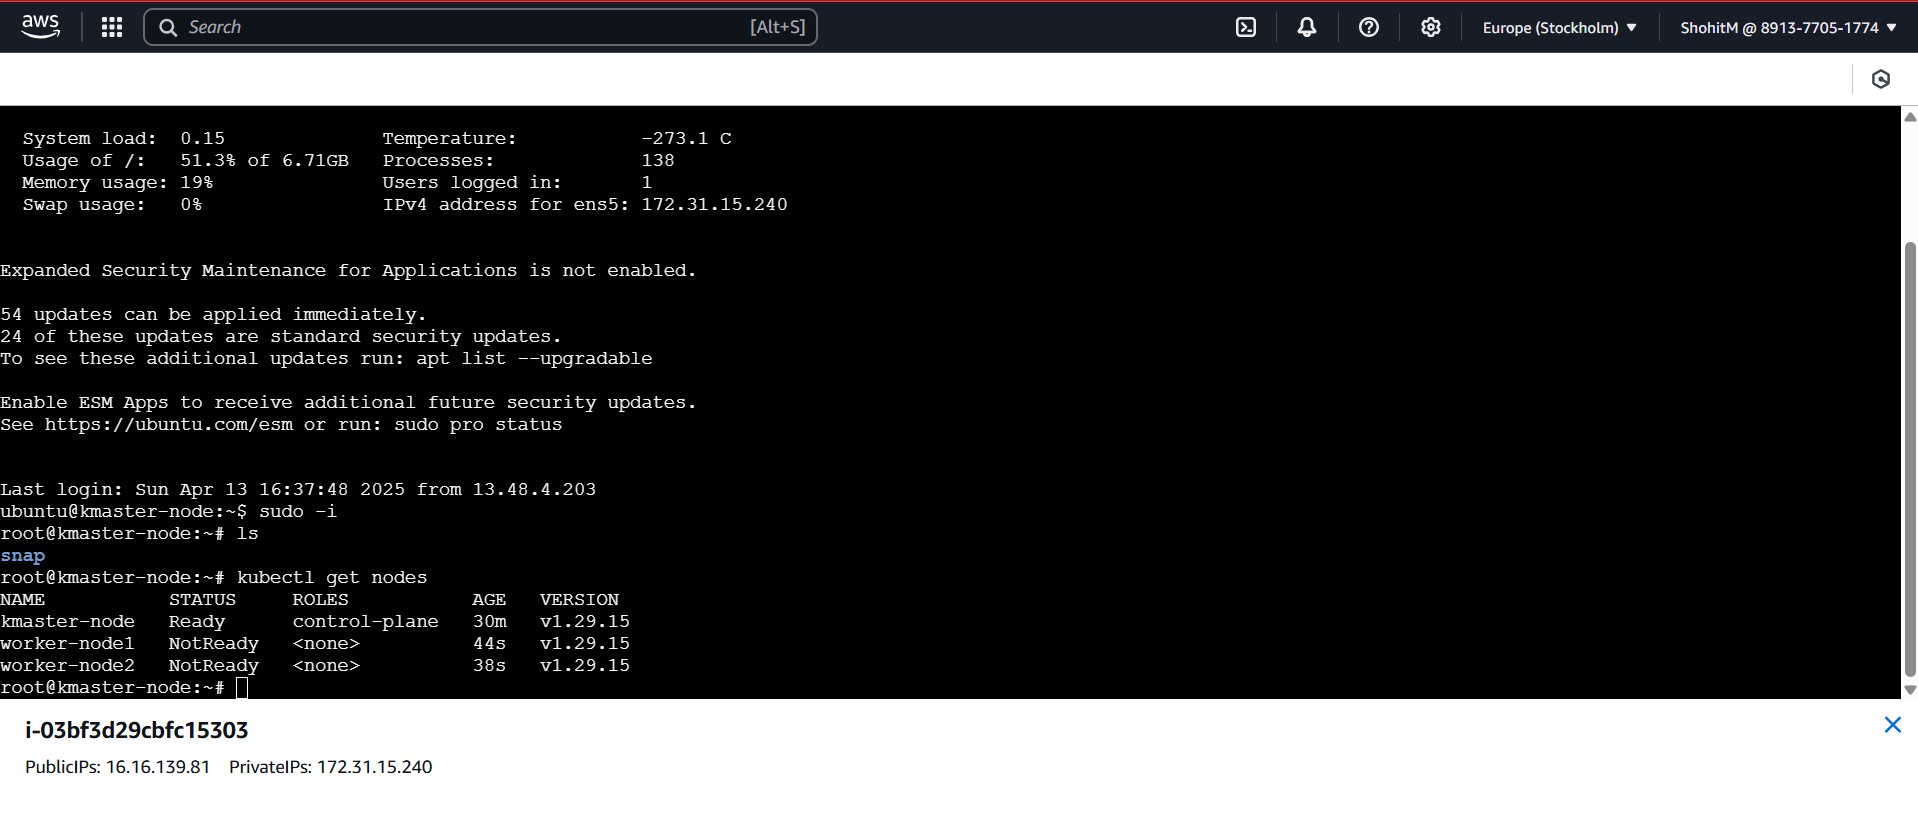 aws
Search [Alt+S] Europe (Stockholm) ShohitM @ 8913-7705-1774
System load: 0.15 Temperature: -273.1 C
Usage of /: 51.3% of 6.71GB Processes: 138
Memory usage: 19% Users logged in: 1
Swap usage: 0% IPv4 address for ens5: 172.31.15.240
Expanded Security Maintenance for Applications is not enabled.
54 updates can be applied immediately.
24 of these updates are standard security updates.
To see these additional updates run: apt list --upgradable
Enable ESM Apps to receive additional future security updates.
See https://ubuntu.com/esm or run: sudo pro status
Last login: Sun Apr 13 16:37:48 2025 from 13.48.4.203
ubuntu@kmaster-node:~$ sudo -i
root@kmaster-node:~# ls
snap
root@kmaster-node:~# kubectl get nodes
NAME STATUS ROLES AGE VERSION
kmaster-node Ready control-plane 30m v1.29.15
worker-node1 NotReady <none> 44s v1.29.15
worker-node2 NotReady <none> 38s v1.29.15
root@kmaster-node:~#
i-03bf3d29cbfc15303
PublicIPs: 16.16.139.81 PrivateIPs: 172.31.15.240